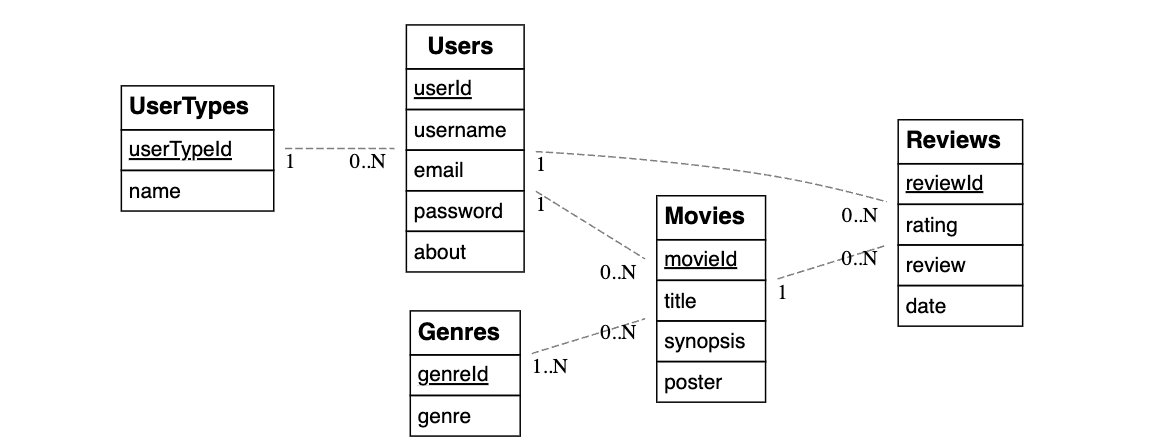 UserTypes
userTypeId
name
1
0..N
Users
userId
username
email
password
about
1
0..N
1
0..N
Genres
genreId
genre
1..N
0..N
Movies
movieId
title
synopsis
poster
1
0..N
Reviews
reviewId
rating
review
date